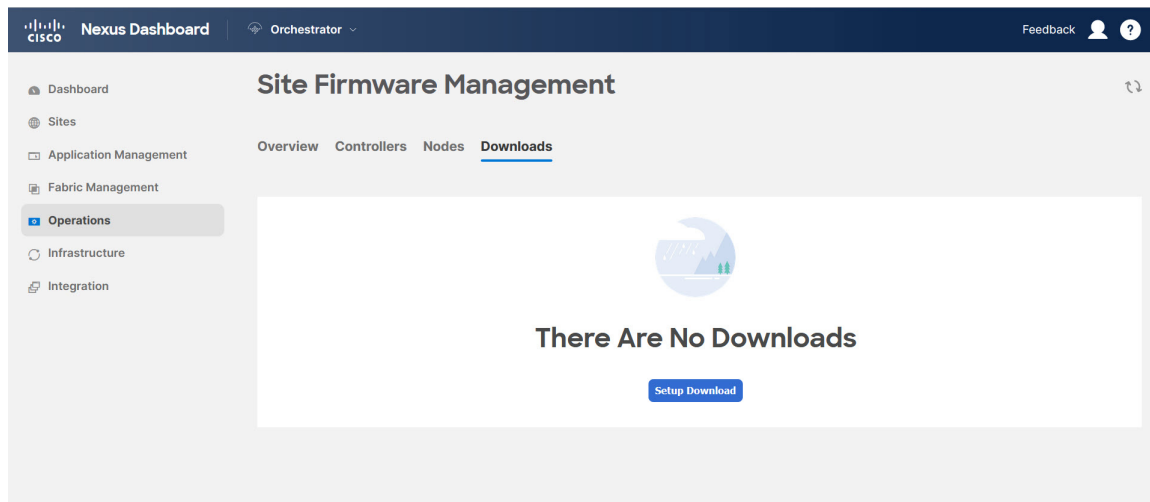 CISCO Nexus Dashboard Orchestrator Feedback ?
Dashboard
Sites
Application Management
Fabric Management
Operations
Infrastructure
Integration
Site Firmware Management
Overview Controllers Nodes Downloads
There Are No Downloads
Setup Download